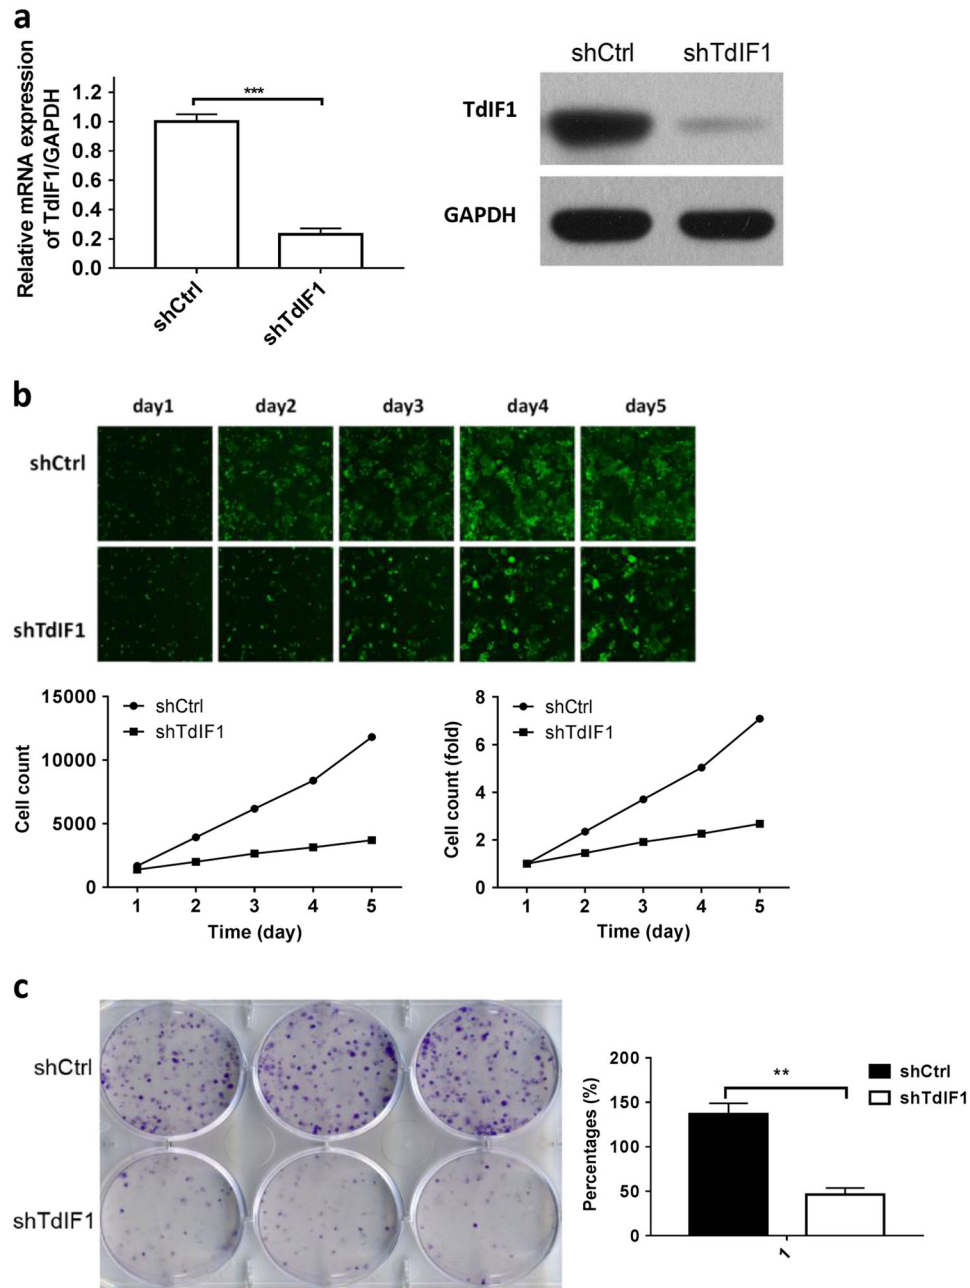 a
shCtrl shTdIF1
TdIF1
GAPDH
Relative mRNA expression
of TdIF1/GAPDH
1.2
1.0
0.8
0.6
0.4
0.2
0.0
***
shCtrl
shTdIF1
b
day1 day2 day3 day4 day5
shCtrl
shTdIF1
Cell count
15000
10000
5000
0
shCtrl
shTdIF1
1 2 3 4 5
Time (day)
Cell count (fold)
8
6
4
2
0
shCtrl
shTdIF1
1 2 3 4 5
Time (day)
c
shCtrl
shTdIF1
Percentages (%)
200
150
100
50
0
**
shCtrl
shTdIF1
1